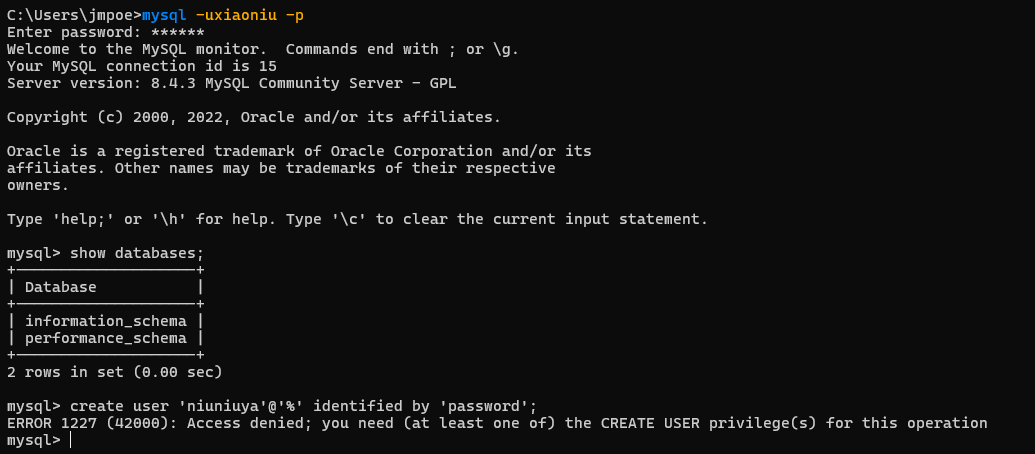 C:\Users\jmpoe>mysql -uxiaoniu -p
Enter password: ******
Welcome to the MySQL monitor.  Commands end with ; or \g.
Your MySQL connection id is 15
Server version: 8.4.3 MySQL Community Server - GPL
Copyright (c) 2000, 2022, Oracle and/or its affiliates.
Oracle is a registered trademark of Oracle Corporation and/or its
affiliates. Other names may be trademarks of their respective
owners.
Type 'help;' or '\h' for help. Type '\c' to clear the current input statement.
mysql> show databases;
+--------------------+
| Database           |
+--------------------+
| information_schema |
| performance_schema |
+--------------------+
2 rows in set (0.00 sec)
mysql> create user 'niuniuya'@'%' identified by 'password';
ERROR 1227 (42000): Access denied; you need (at least one of) the CREATE USER privilege(s) for this operation
mysql>